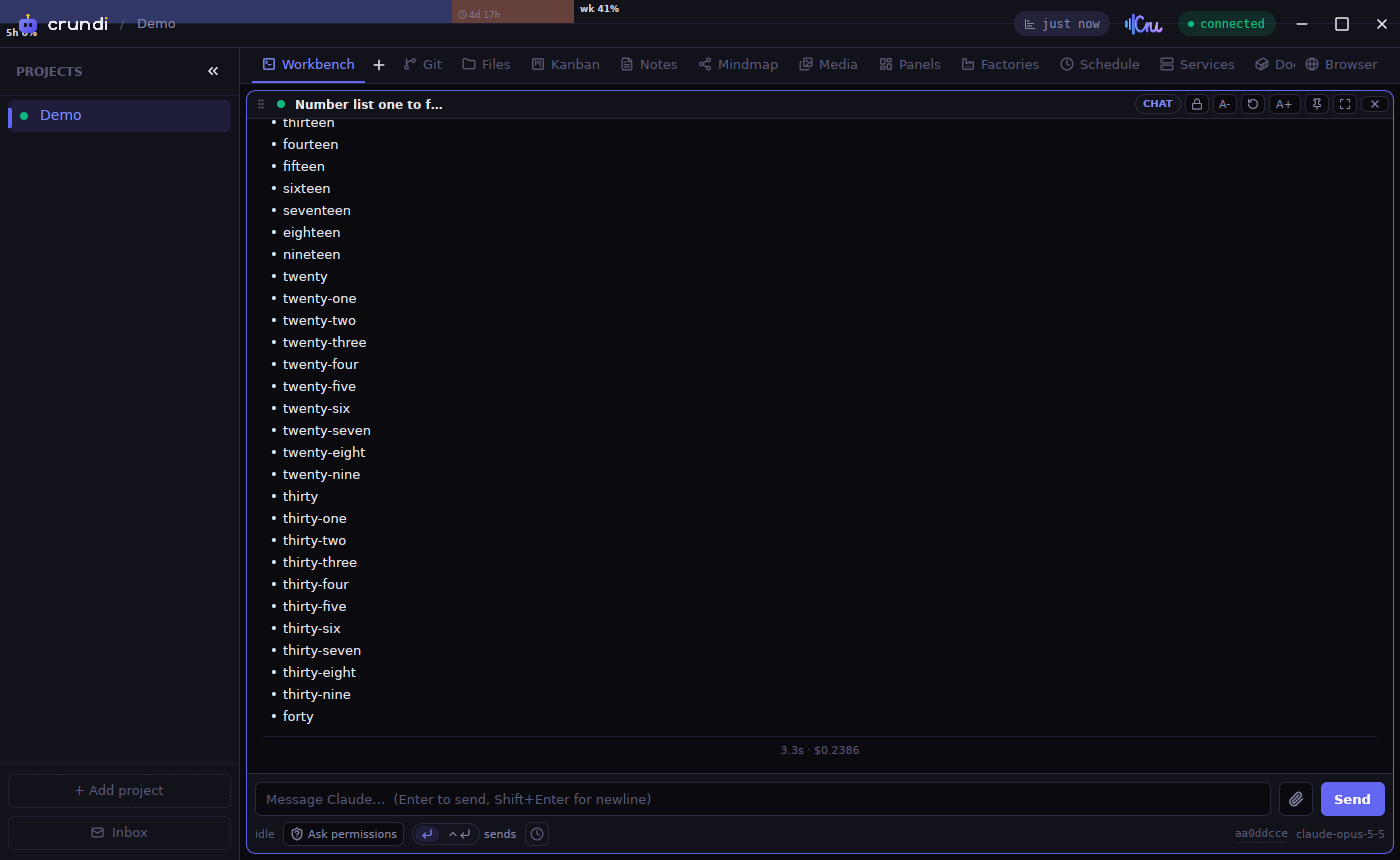 4d 17h
wk 41%
5h 6%
crundi / Demo
just now
Cru
connected
PROJECTS
Workbench
Git
Files
Kanban
Notes
Mindmap
Media
Panels
Factories
Schedule
Services
Browser
Demo
Number list one to f…
CHAT
A-
A+
thirteen
• fourteen
• fifteen
• sixteen
• seventeen
• eighteen
• nineteen
• twenty
• twenty-one
• twenty-two
• twenty-three
• twenty-four
• twenty-five
• twenty-six
• twenty-seven
• twenty-eight
• twenty-nine
• thirty
• thirty-one
• thirty-two
• thirty-three
• thirty-four
• thirty-five
• thirty-six
• thirty-seven
• thirty-eight
• thirty-nine
• forty
3.3s · $0.2386
+ Add project
Inbox
Message Claude… (Enter to send, Shift+Enter for newline)
Send
idle
Ask permissions
sends
aa0ddcce
claude-opus-5-5